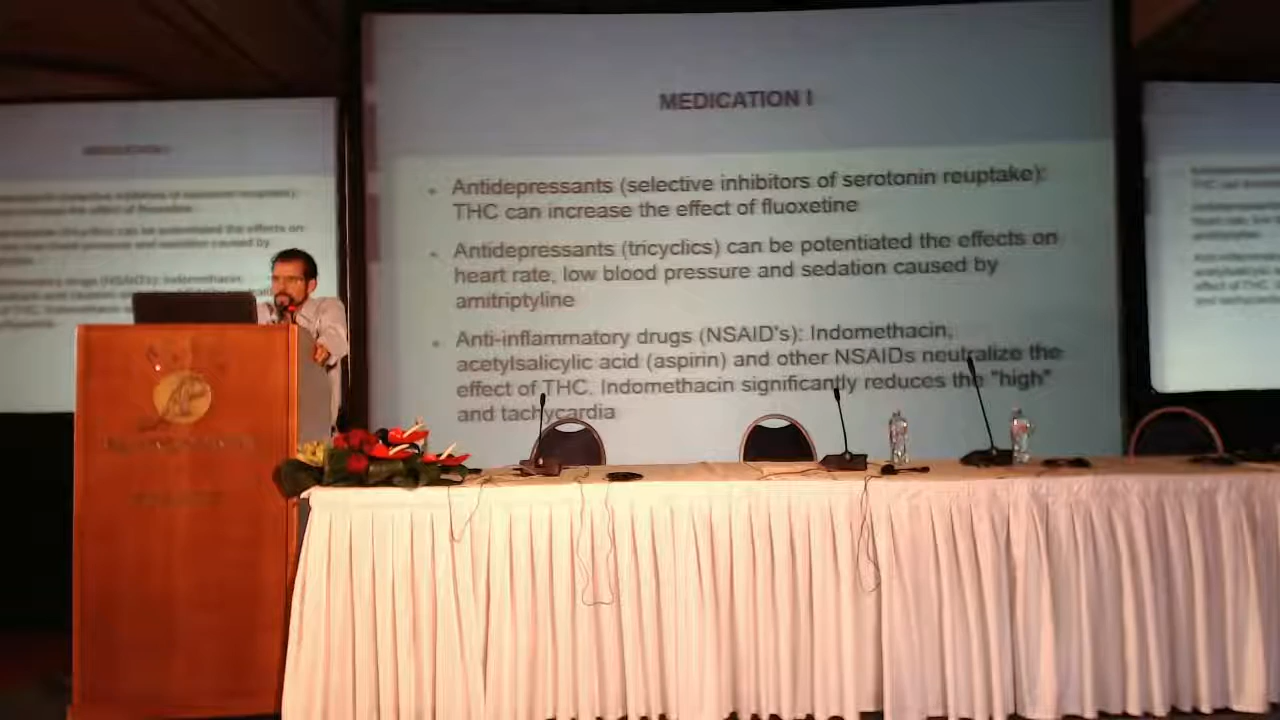 MEDICATION I
Antidepressants (selective inhibitors of serotonin reuptake):
THC can increase the effect of fluoxetine
Antidepressants (tricyclics) can be potentiated the effects on
heart rate, low blood pressure and sedation caused by
amitriptyline
Anti-inflammatory drugs (NSAID's): Indomethacin,
acetylsalicylic acid (aspirin) and other NSAIDs neutralize the
effect of THC. Indomethacin significantly reduces the "high"
and tachycardia